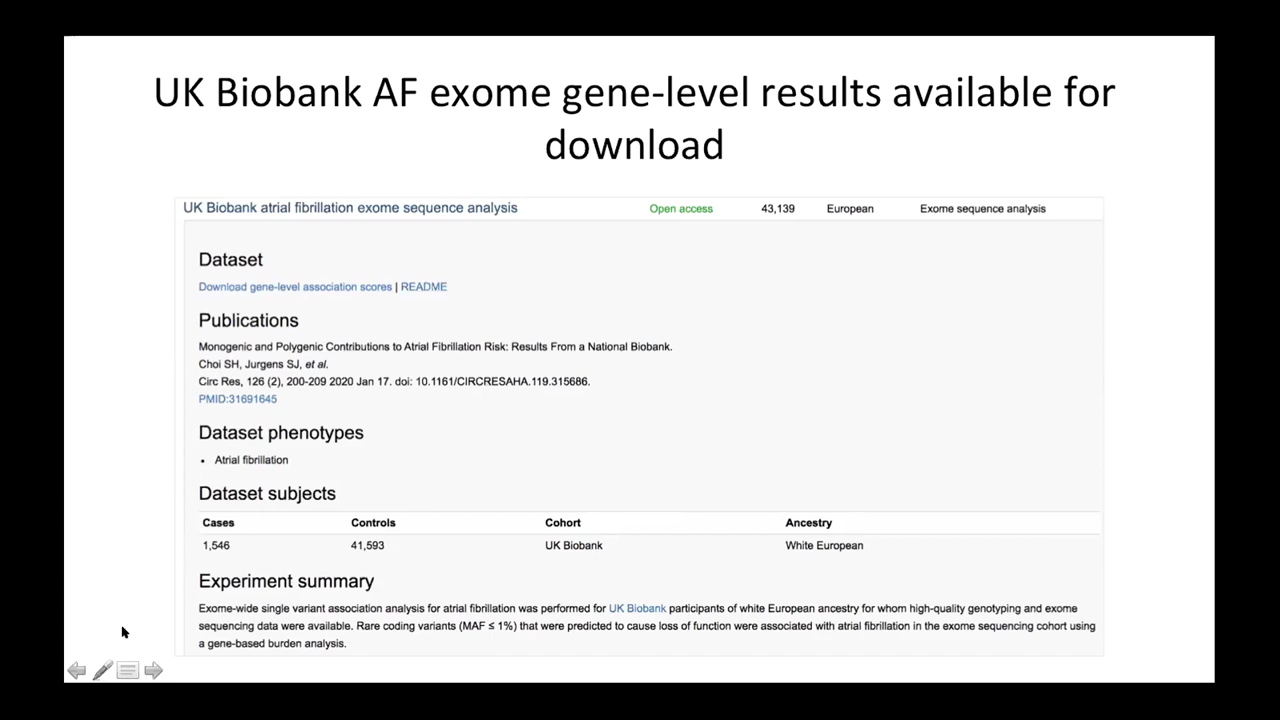 UK Biobank AF exome gene-level results available for
download
UK Biobank atrial fibrillation exome sequence analysis Open access 43,139 European Exome sequence analysis
Dataset
Download gene-level association scores | README
Publications
Monogenic and Polygenic Contributions to Atrial Fibrillation Risk: Results From a National Biobank.
Choi SH, Jurgens SJ, et al.
Circ Res, 126 (2), 200-209 2020 Jan 17. doi: 10.1161/CIRCRESAHA.119.315686.
PMID:31691645
Dataset phenotypes
• Atrial fibrillation
Dataset subjects
Cases Controls Cohort Ancestry
1,546 41,593 UK Biobank White European
Experiment summary
Exome-wide single variant association analysis for atrial fibrillation was performed for UK Biobank participants of white European ancestry for whom high-quality genotyping and exome
sequencing data were available. Rare coding variants (MAF ≤ 1%) that were predicted to cause loss of function were associated with atrial fibrillation in the exome sequencing cohort using
a gene-based burden analysis.